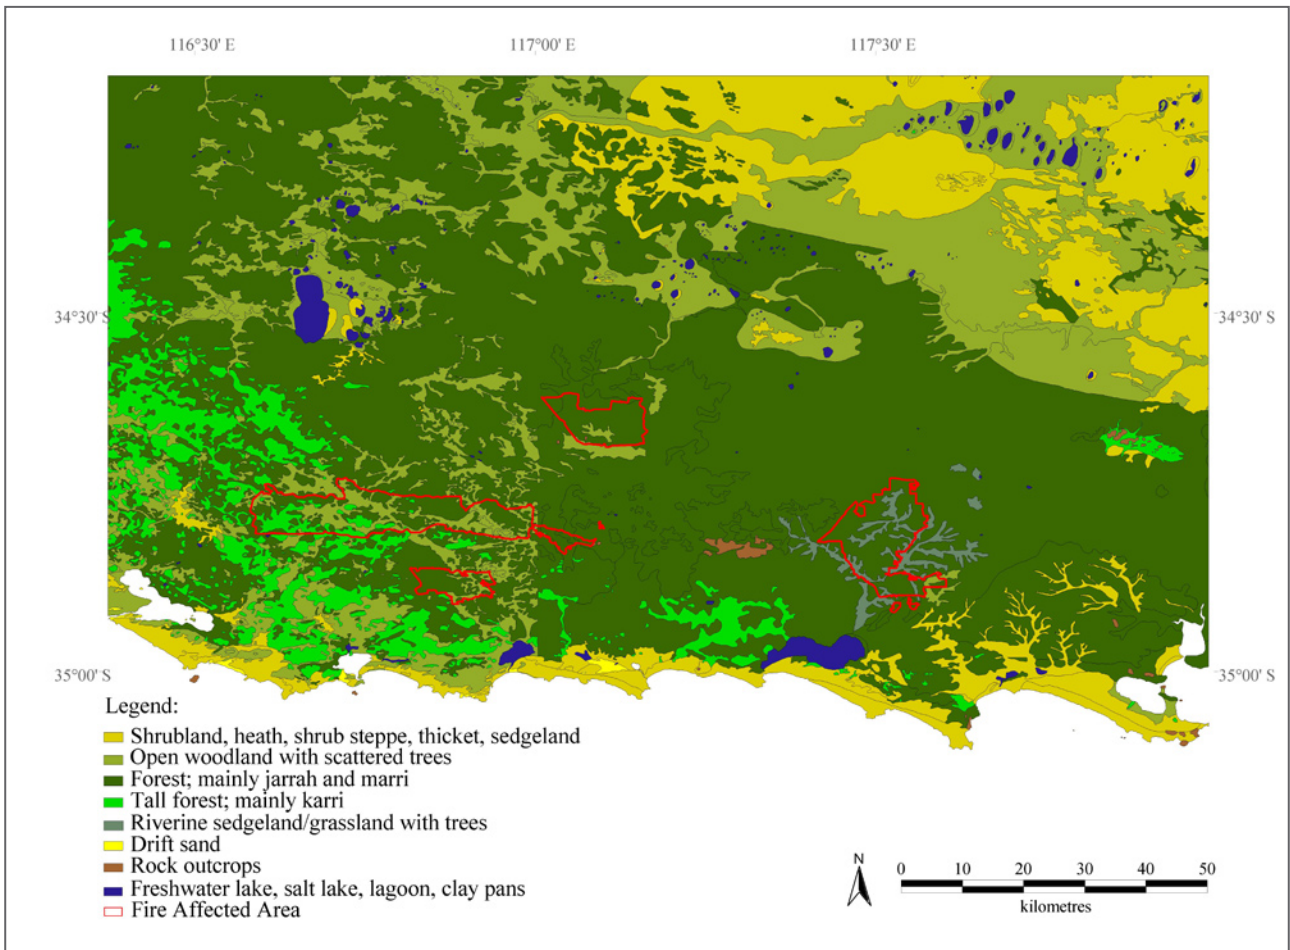 116°30' E
117°00' E
117°30' E
34°30' S
34°30' S
35°00' S
35°00' S
Legend:
Shrubland, heath, shrub steppe, thicket, sedgeland
Open woodland with scattered trees
Forest; mainly jarrah and marri
Tall forest; mainly karri
Riverine sedgeland/grassland with trees
Drift sand
Rock outcrops
Freshwater lake, salt lake, lagoon, clay pans
Fire Affected Area
N
0 10 20 30 40 50
kilometres